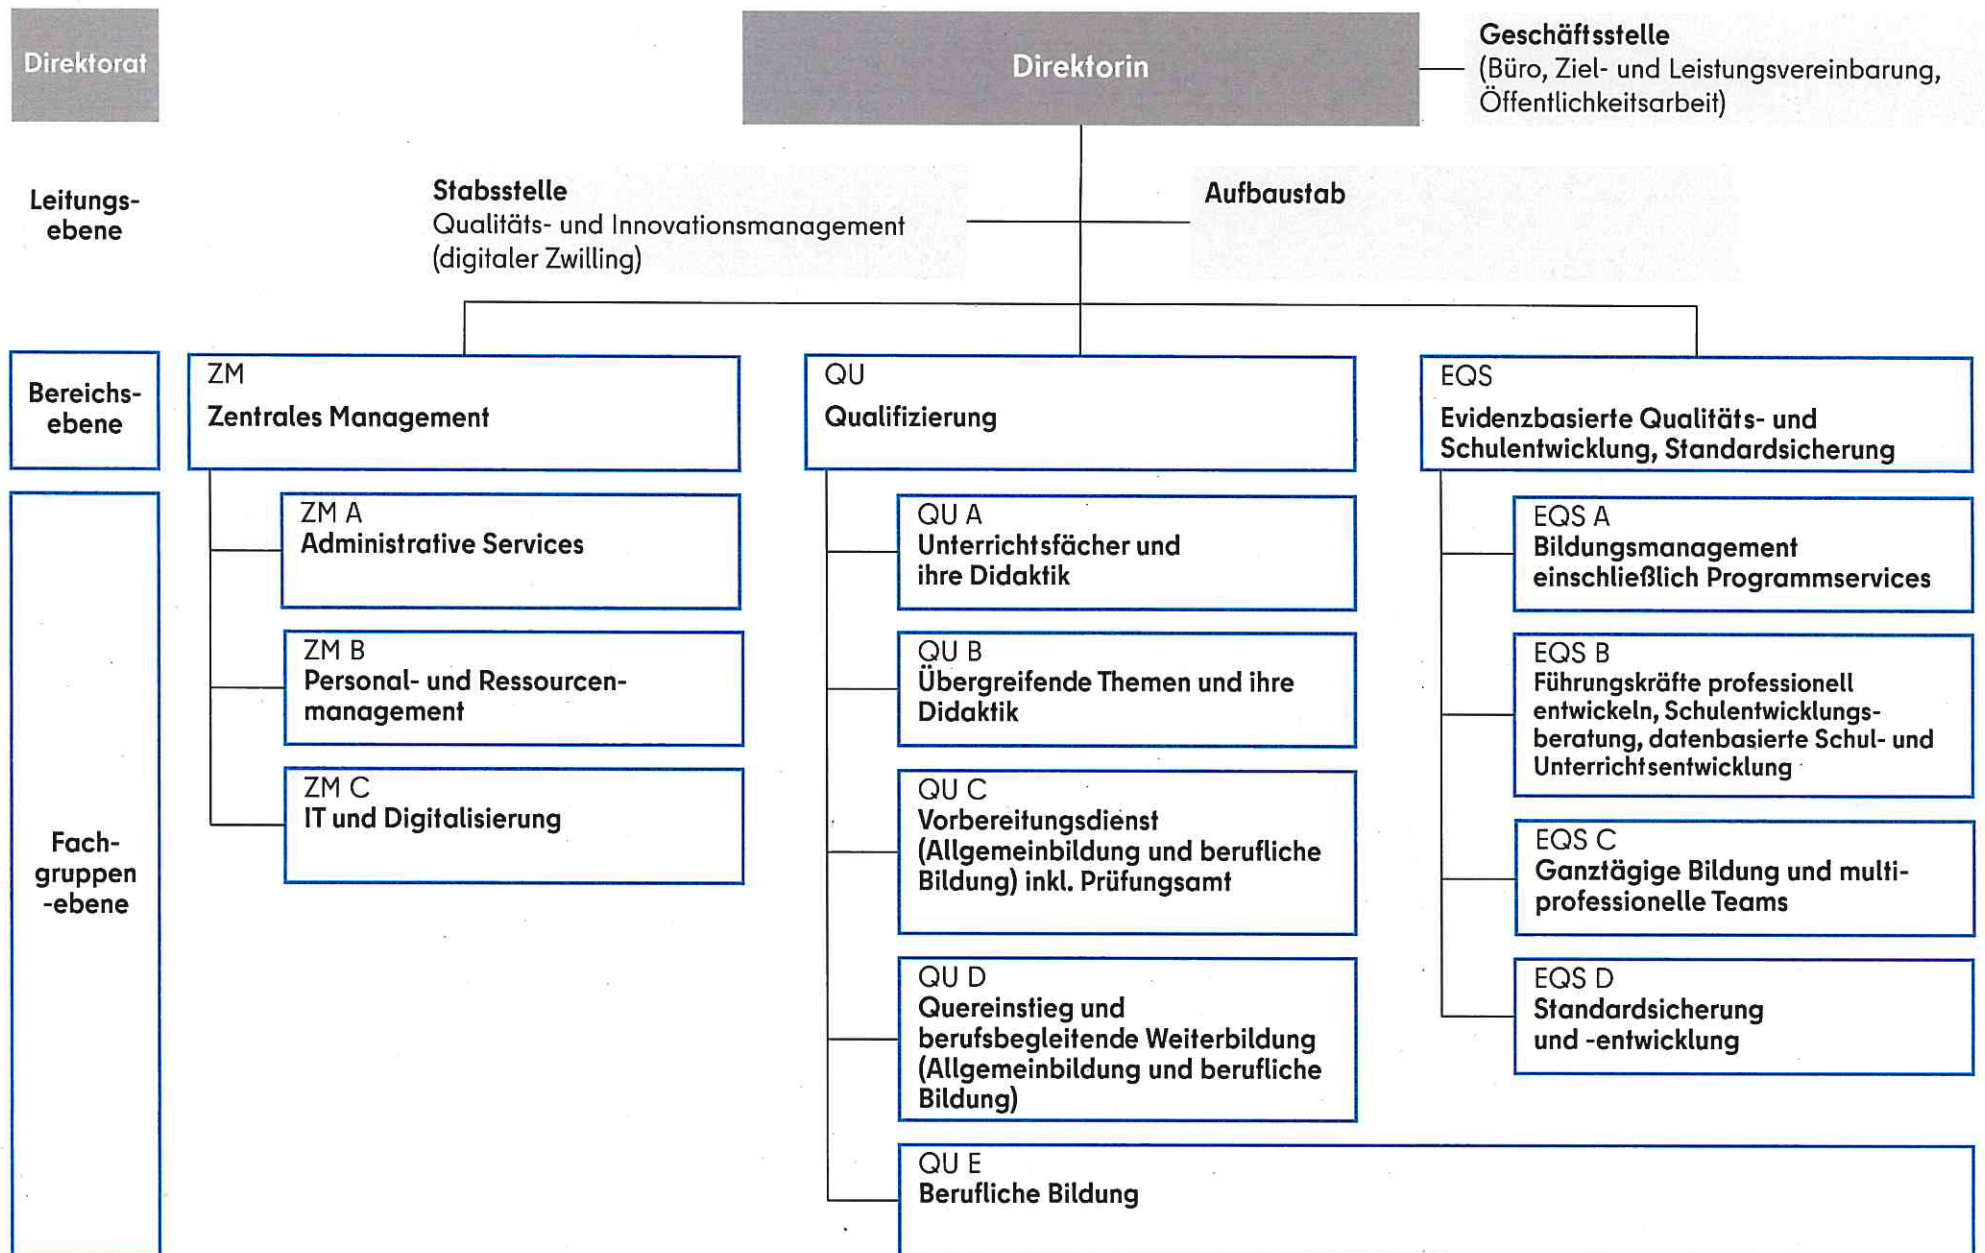 Direktorat
Direktorin
Geschäftsstelle
(Büro, Ziel- und Leistungsvereinbarung,
Öffentlichkeitsarbeit)
Leitungs-
ebene
Stabsstelle
Qualitäts- und Innovationsmanagement
(digitaler Zwilling)
Aufbaustab
Bereichs-
ebene
ZM
Zentrales Management
QU
Qualifizierung
EQS
Evidenzbasierte Qualitäts- und
Schulentwicklung, Standardsicherung
Fach-
gruppen
-ebene
ZM A
Administrative Services
ZM B
Personal- und Ressourcen-
management
ZM C
IT und Digitalisierung
QU A
Unterrichtsfächer und
ihre Didaktik
QU B
Übergreifende Themen und ihre
Didaktik
QU C
Vorbereitungsdienst
(Allgemeinbildung und berufliche
Bildung) inkl. Prüfungsamt
QU D
Quereinstieg und
berufsbegleitende Weiterbildung
(Allgemeinbildung und berufliche
Bildung)
QU E
Berufliche Bildung
EQS A
Bildungsmanagement
einschließlich Programmservices
EQS B
Führungskräfte professionell
entwickeln, Schulentwicklungs-
beratung, datenbasierte Schul- und
Unterrichtsentwicklung
EQS C
Ganztägige Bildung und multi-
professionelle Teams
EQS D
Standardsicherung
und -entwicklung